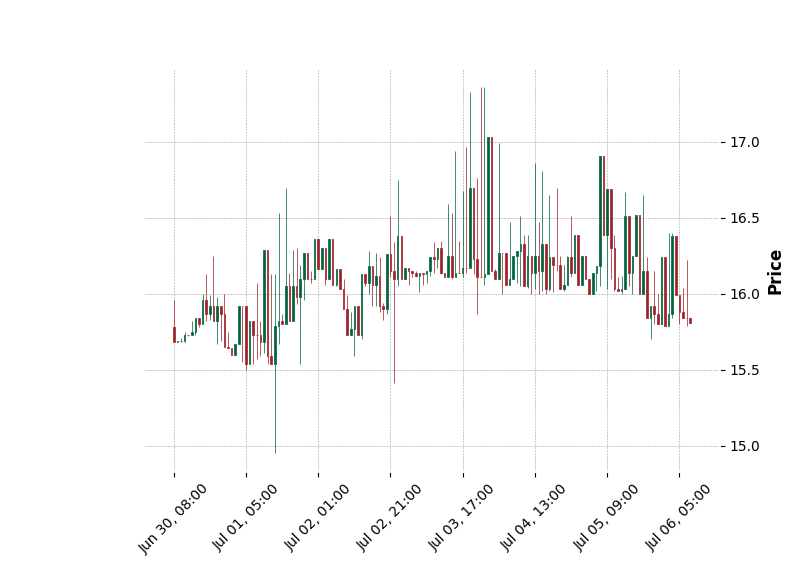 17.0
16.5
16.0
15.5
15.0
Price
Jun 30, 08:00
Jul 01, 05:00
Jul 02, 01:00
Jul 02, 21:00
Jul 03, 17:00
Jul 04, 13:00
Jul 05, 09:00
Jul 06, 05:00